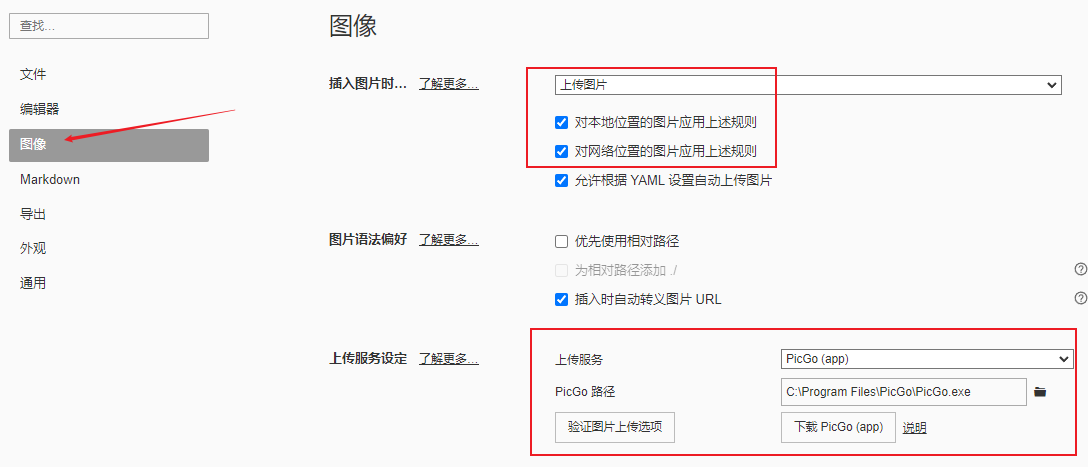 查找...
文件
编辑器
图像
Markdown
导出
外观
通用
图像
插入图片时... 了解更多... 上传图片
对本地位置的图片应用上述规则
对网络位置的图片应用上述规则
允许根据 YAML 设置自动上传图片
图片语法偏好 了解更多... 优先使用相对路径
为相对路径添加 ./
插入时自动转义图片 URL
上传服务设定 了解更多... 上传服务 PicGo (app)
PicGo 路径 C:\Program Files\PicGo\PicGo.exe
验证图片上传选项 下载 PicGo (app) 说明